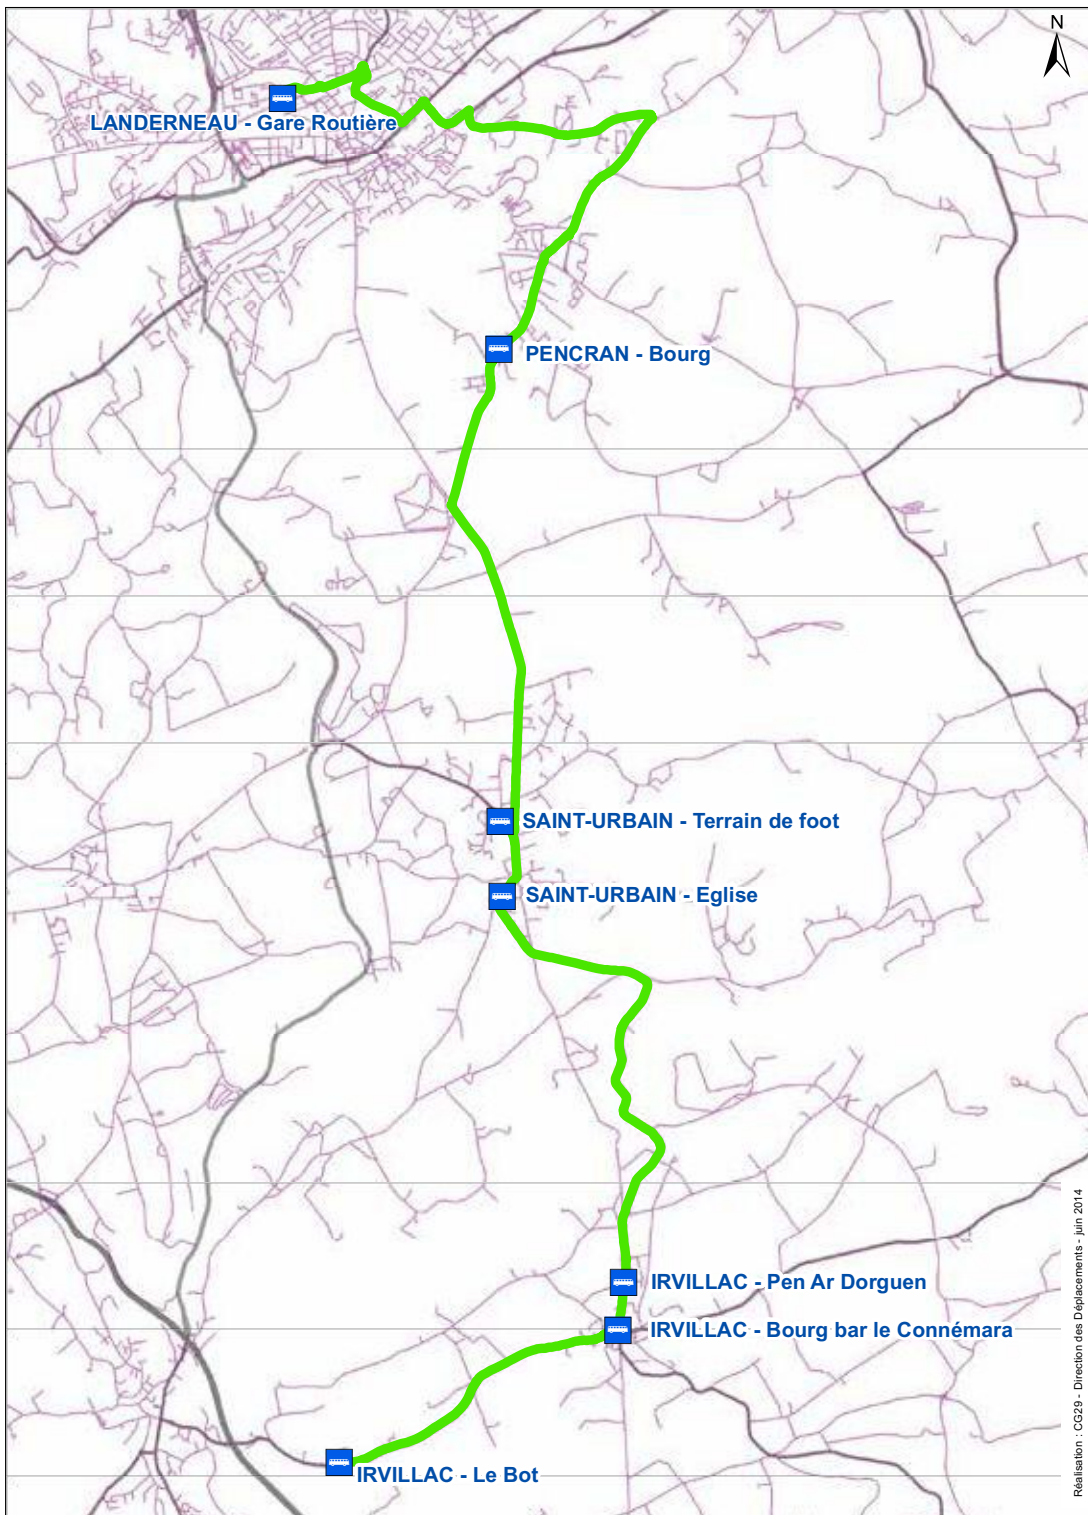 N
LANDERNEAU - Gare Routière
PENCRAN - Bourg
SAINT-URBAIN - Terrain de foot
SAINT-URBAIN - Eglise
IRVILLAC - Pen Ar Dorguen
IRVILLAC - Bourg bar le Connémara
IRVILLAC - Le Bot
Réalisation : CG29 - Direction des Déplacements - juin 2014